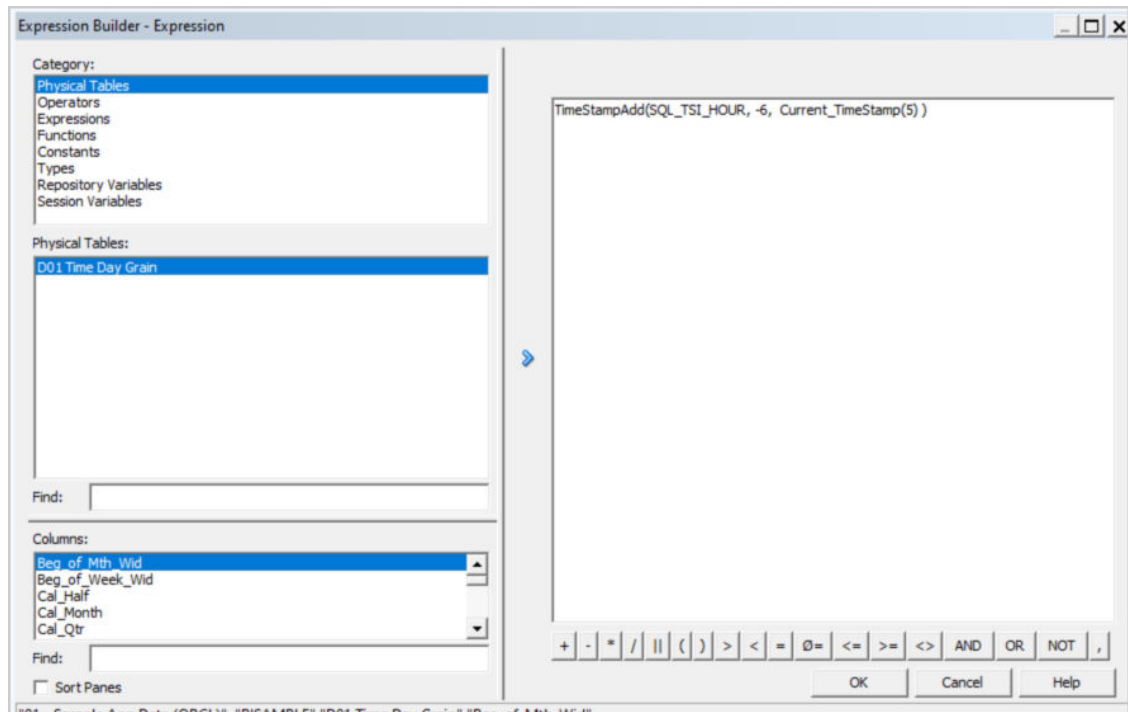 Expression Builder - Expression
Category:
Physical Tables
Operators
Expressions
Functions
Constants
Types
Repository Variables
Session Variables
Physical Tables:
D01 Time Day Grain
Find:
Columns:
Beg_of_Mth_Wid
Beg_of_Week_Wid
Cal_Half
Cal_Month
Cal_Qtr
Find:
Sort Panes
TimeStampAdd(SQL_TSI_HOUR, -6, Current_TimeStamp(5) )
+ - * / || ( ) > < = Ø= <= >= <> AND OR NOT ,
OK Cancel Help